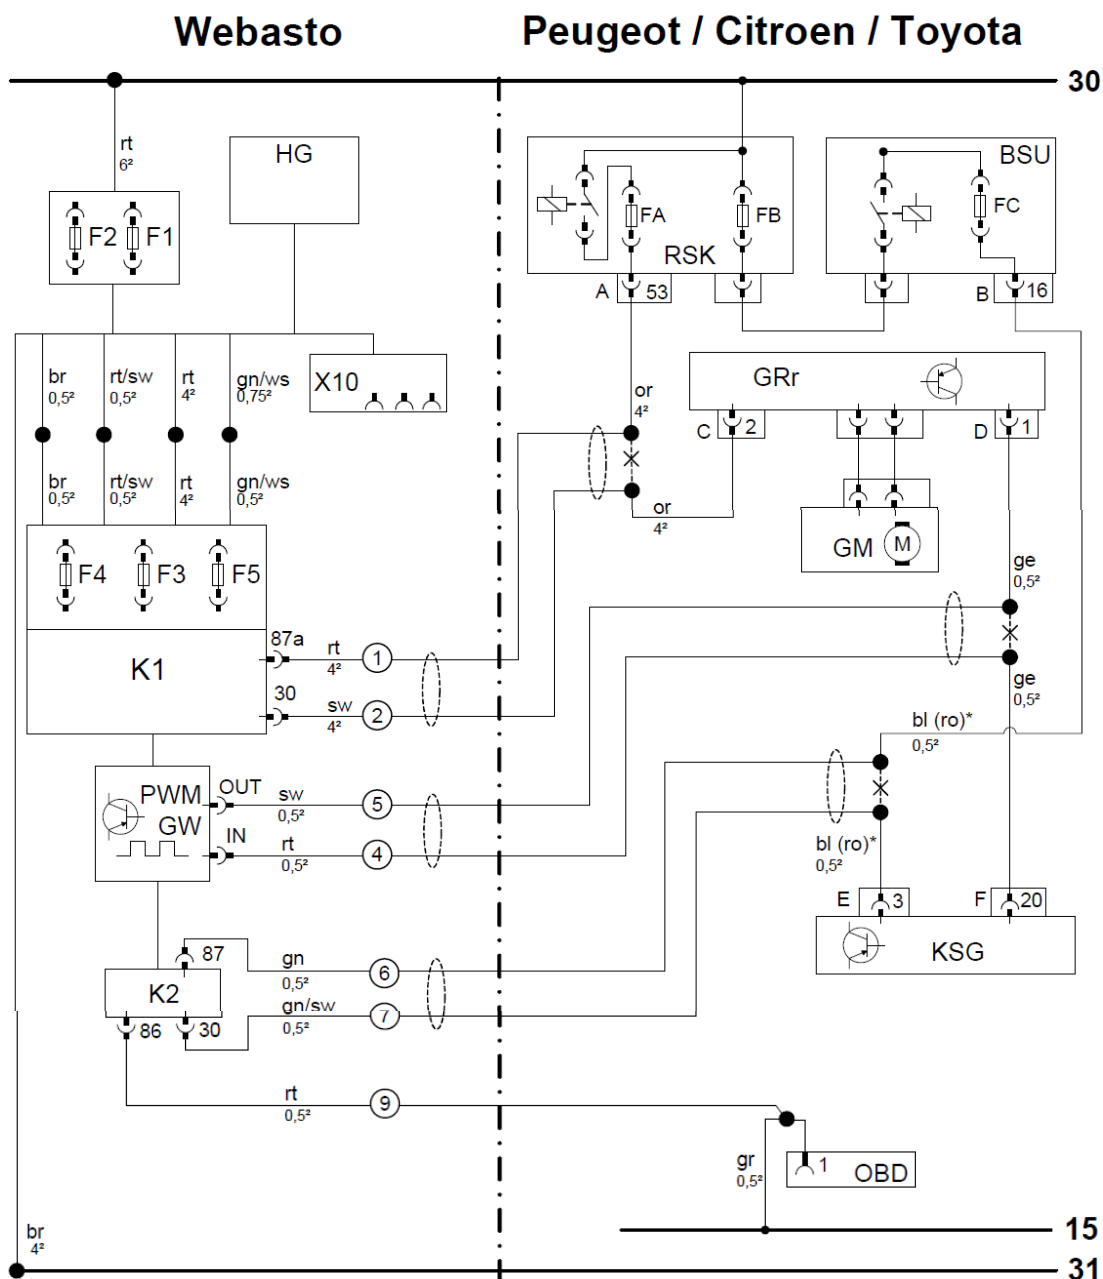 Webasto
Peugeot / Citroen / Toyota
30
rt
6²
HG
F2
F1
X10
br
0,5²
rt/sw
0,5²
rt
4²
gn/ws
0,75²
br
0,5²
rt/sw
0,5²
rt
4²
gn/ws
0,5²
F4
F3
F5
K1
87a
rt
4²
1
30
sw
4²
2
PWM
GW
OUT
sw
0,5²
5
IN
rt
0,5²
4
87
gn
0,5²
6
K2
gn/sw
0,5²
7
86
30
rt
0,5²
9
br
4²
FA
FB
RSK
A
53
BSU
FC
B
16
or
4²
or
4²
GRr
C
2
D
1
GM
M
ge
0,5²
ge
0,5²
bl (ro)*
0,5²
bl (ro)*
0,5²
E
3
F
20
KSG
gr
0,5²
1
OBD
15
31